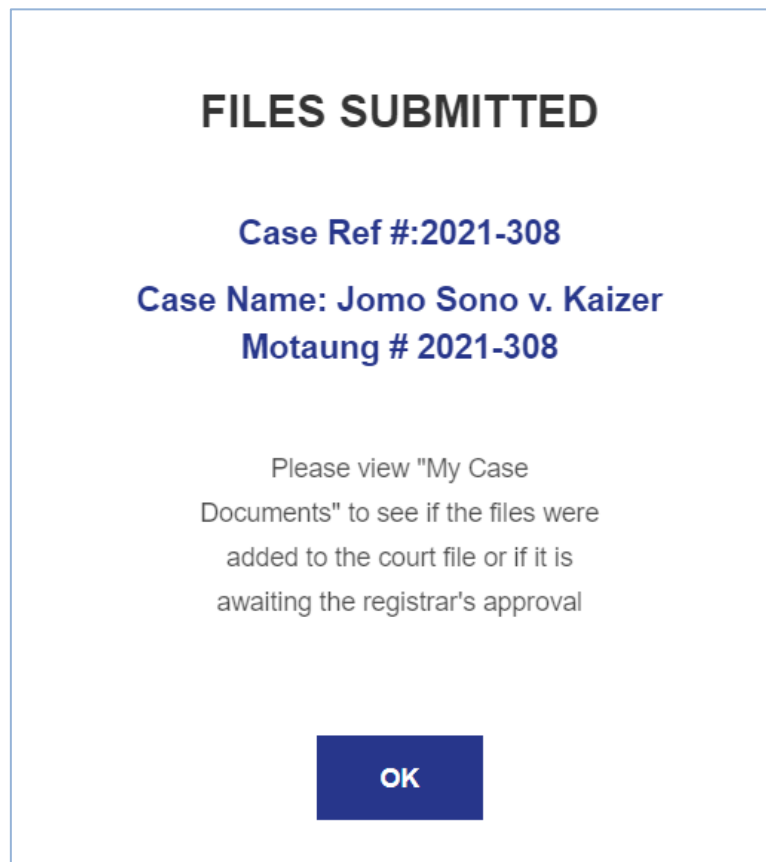 FILES SUBMITTED
Case Ref #:2021-308
Case Name: Jomo Sono v. Kaizer
Motaung # 2021-308
Please view "My Case
Documents" to see if the files were
added to the court file or if it is
awaiting the registrar's approval
OK